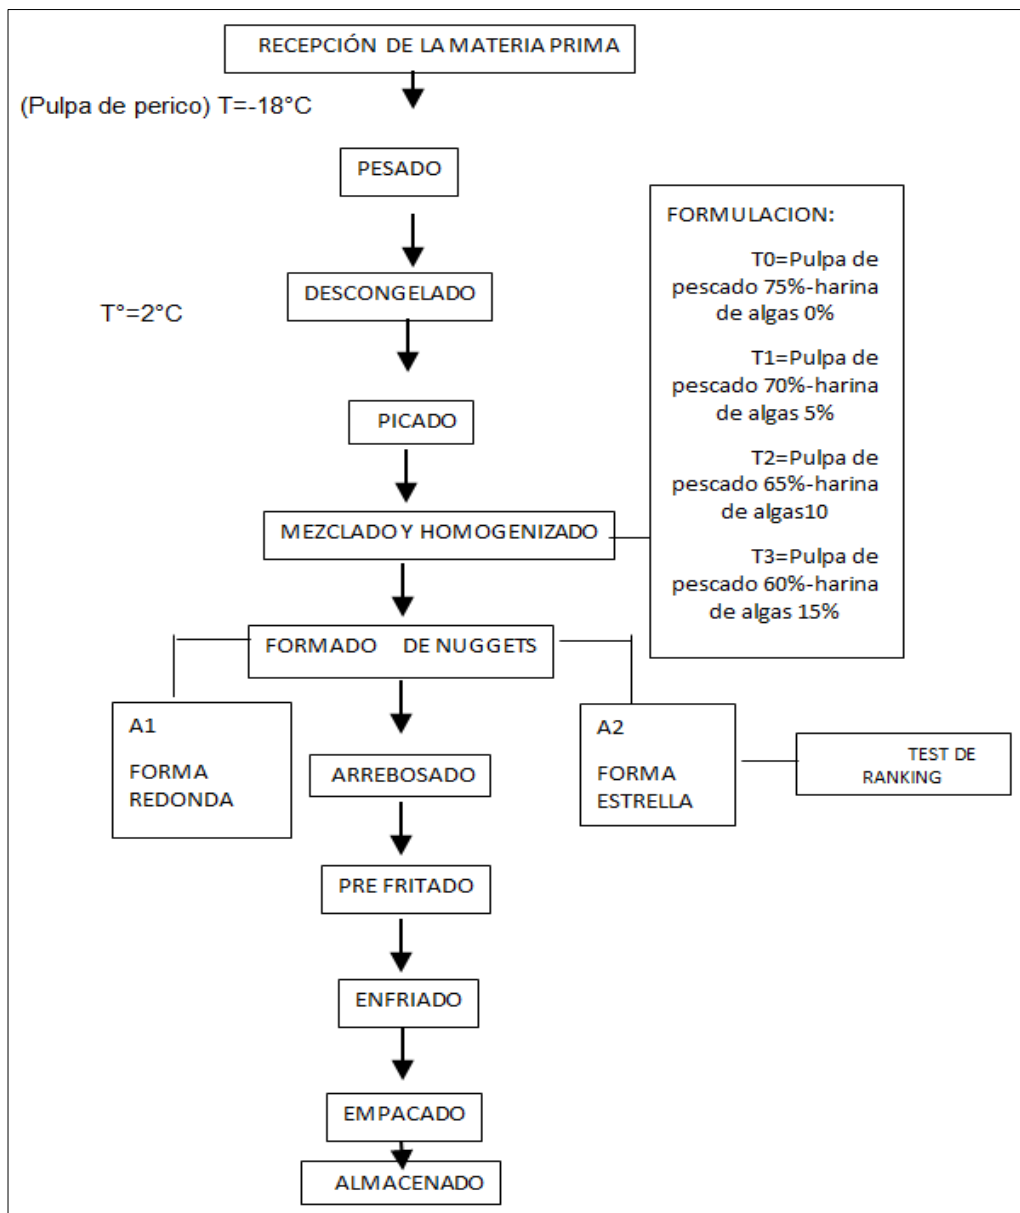 RECEPCIÓN DE LA MATERIA PRIMA
(Pulpa de perico) T=-18°C
PESADO
DESCONGELADO
T°=2°C
PICADO
MEZCLADO Y HOMOGENIZADO
FORMULACION:
T0=Pulpa de
pescado 75%-harina
de algas 0%
T1=Pulpa de
pescado 70%-harina
de algas 5%
T2=Pulpa de
pescado 65%-harina
de algas10
T3=Pulpa de
pescado 60%-harina
de algas 15%
FORMADO DE NUGGETS
A1
FORMA
REDONDA
A2
FORMA
ESTRELLA
TEST DE
RANKING
ARREBOSADO
PRE FRITADO
ENFRIADO
EMPACADO
ALMACENADO